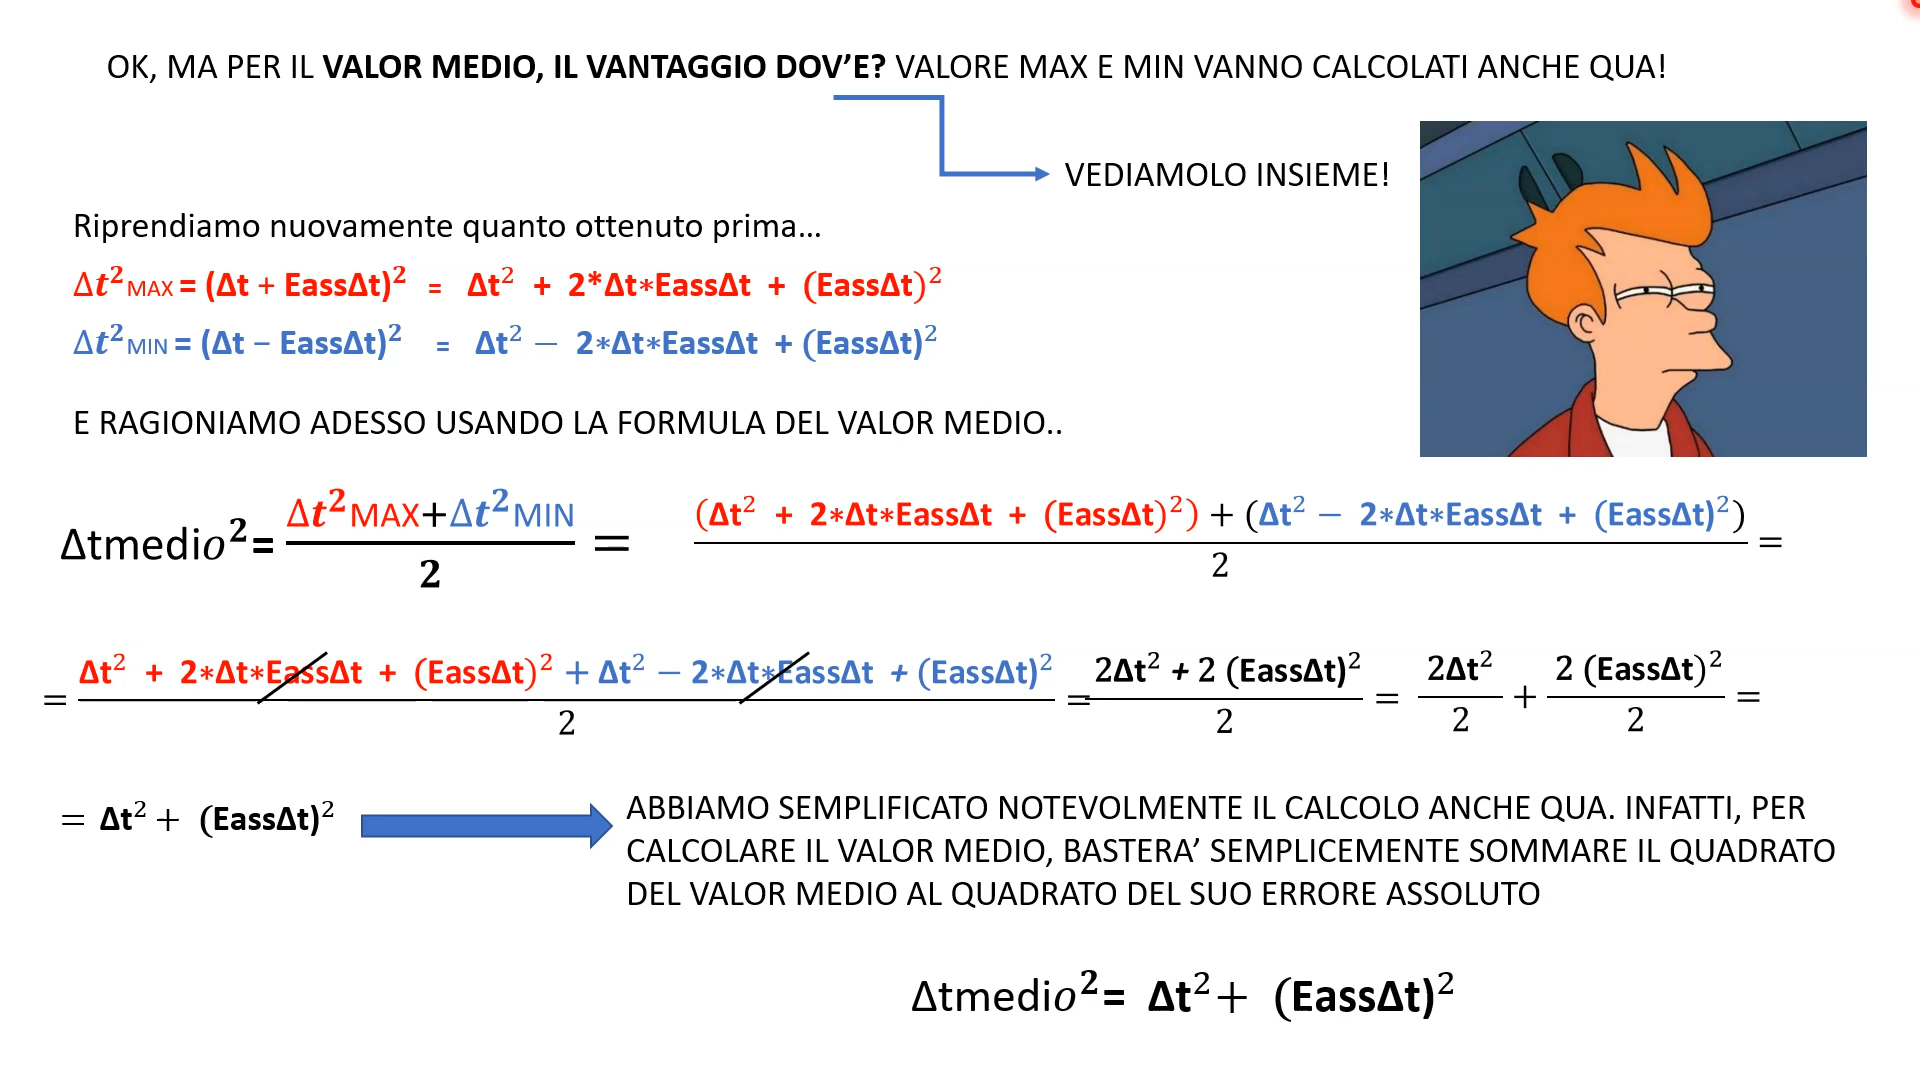 OK, MA PER IL VALOR MEDIO, IL VANTAGGIO DOV’E? VALORE MAX E MIN VANNO CALCOLATI ANCHE QUA!
VEDIAMOLO INSIEME!
Riprendiamo nuovamente quanto ottenuto prima...
Δt²MAX = (Δt + EassΔt)² = Δt² + 2*Δt*EassΔt + (EassΔt)²
Δt²MIN = (Δt − EassΔt)² = Δt² − 2*Δt*EassΔt + (EassΔt)²
E RAGIONIAMO ADESSO USANDO LA FORMULA DEL VALOR MEDIO..
Δtmedio²= (Δt²MAX+Δt²MIN)/2 = ((Δt² + 2*Δt*EassΔt + (EassΔt)²) + (Δt² − 2*Δt*EassΔt + (EassΔt)²))/2 =
= (Δt² + 2*Δt*EassΔt + (EassΔt)² + Δt² − 2*Δt*EassΔt + (EassΔt)²)/2 = (2Δt² + 2 (EassΔt)²)/2 = 2Δt²/2 + 2 (EassΔt)²/2 =
= Δt² + (EassΔt)²
ABBIAMO SEMPLIFICATO NOTEVOLMENTE IL CALCOLO ANCHE QUA. INFATTI, PER
CALCOLARE IL VALOR MEDIO, BASTERA’ SEMPLICEMENTE SOMMARE IL QUADRATO
DEL VALOR MEDIO AL QUADRATO DEL SUO ERRORE ASSOLUTO
Δtmedio²= Δt²+ (EassΔt)²